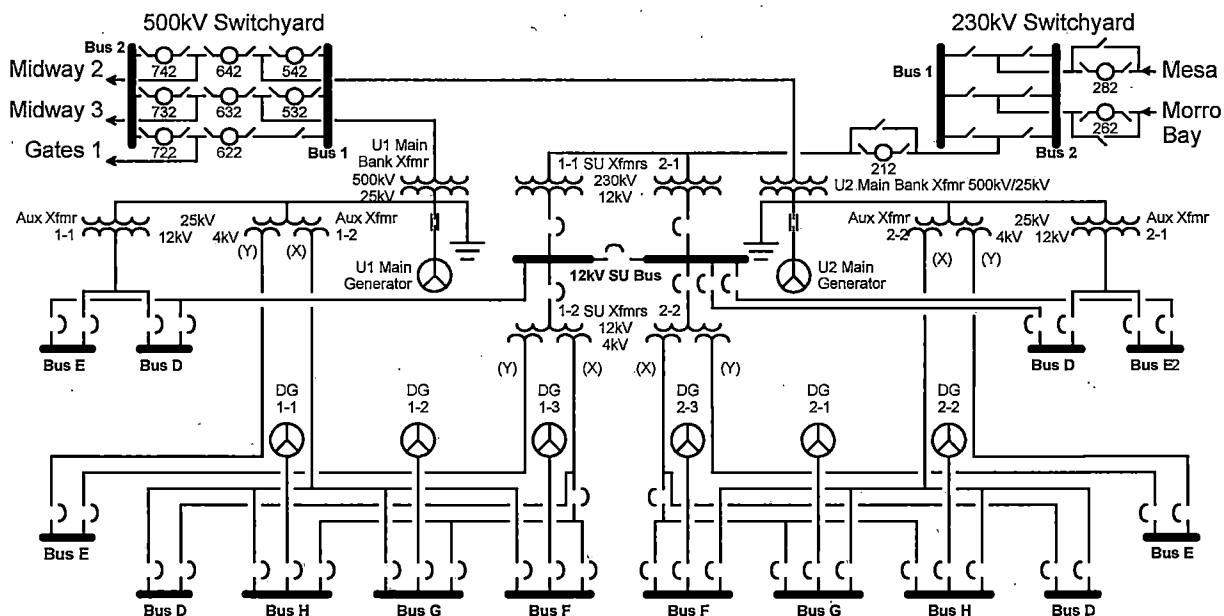 500kV Switchyard
230kV Switchyard
Bus 2
Midway 2
742
642
542
Midway 3
732
632
532
Gates 1
722
622
Bus 1
Bus 1
Bus 2
282
Mesa
262
Morro
Bay
212
U1 Main
Bank Xfmr
500kV
25kV
1-1 SU Xfmrs 2-1
230kV
12kV
U2 Main Bank Xfmr 500kV/25kV
Aux Xfmr
1-1
25kV
12kV
4kV
(Y)
(X)
Aux Xfmr
1-2
U1 Main
Generator
12kV SU Bus
U2 Main
Generator
Aux Xfmr
2-2
(X)
(Y)
25kV
4kV
12kV
Aux Xfmr
2-1
1-2 SU Xfmrs 2-2
12kV
4kV
(Y)
(X)
(X)
(Y)
Bus E
Bus D
Bus D
Bus E2
DG
1-1
DG
1-2
DG
1-3
DG
2-3
DG
2-1
DG
2-2
Bus E
Bus E
Bus D
Bus H
Bus G
Bus F
Bus F
Bus G
Bus H
Bus D